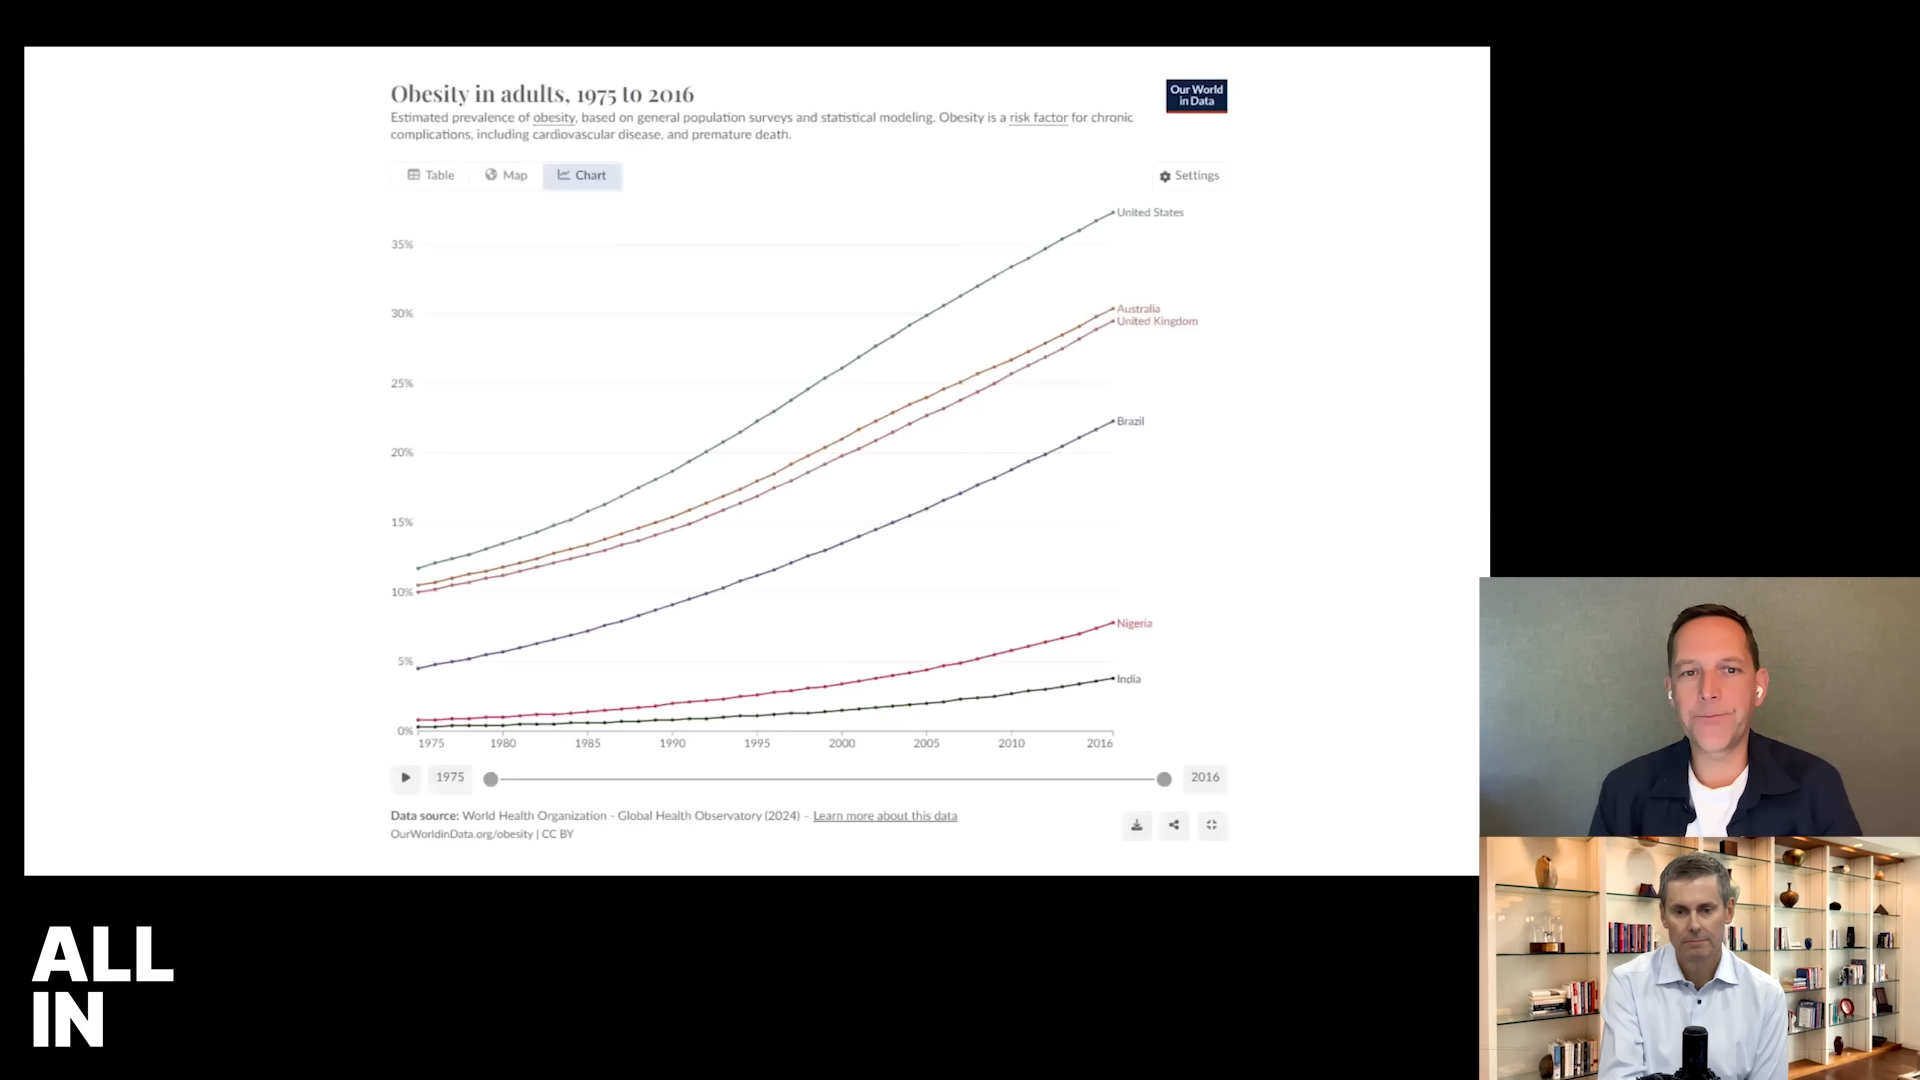 Obesity in adults, 1975 to 2016
Our World
in Data
Estimated prevalence of obesity, based on general population surveys and statistical modeling. Obesity is a risk factor for chronic
complications, including cardiovascular disease, and premature death.
Table
Map
Chart
Settings
United States
35%
30%
Australia
United Kingdom
25%
Brazil
20%
15%
10%
Nigeria
5%
India
0%
1975
1980
1985
1990
1995
2000
2005
2010
2016
1975
2016
Data source: World Health Organization - Global Health Observatory (2024) – Learn more about this data
OurWorldinData.org/obesity | CC BY
ALL
IN